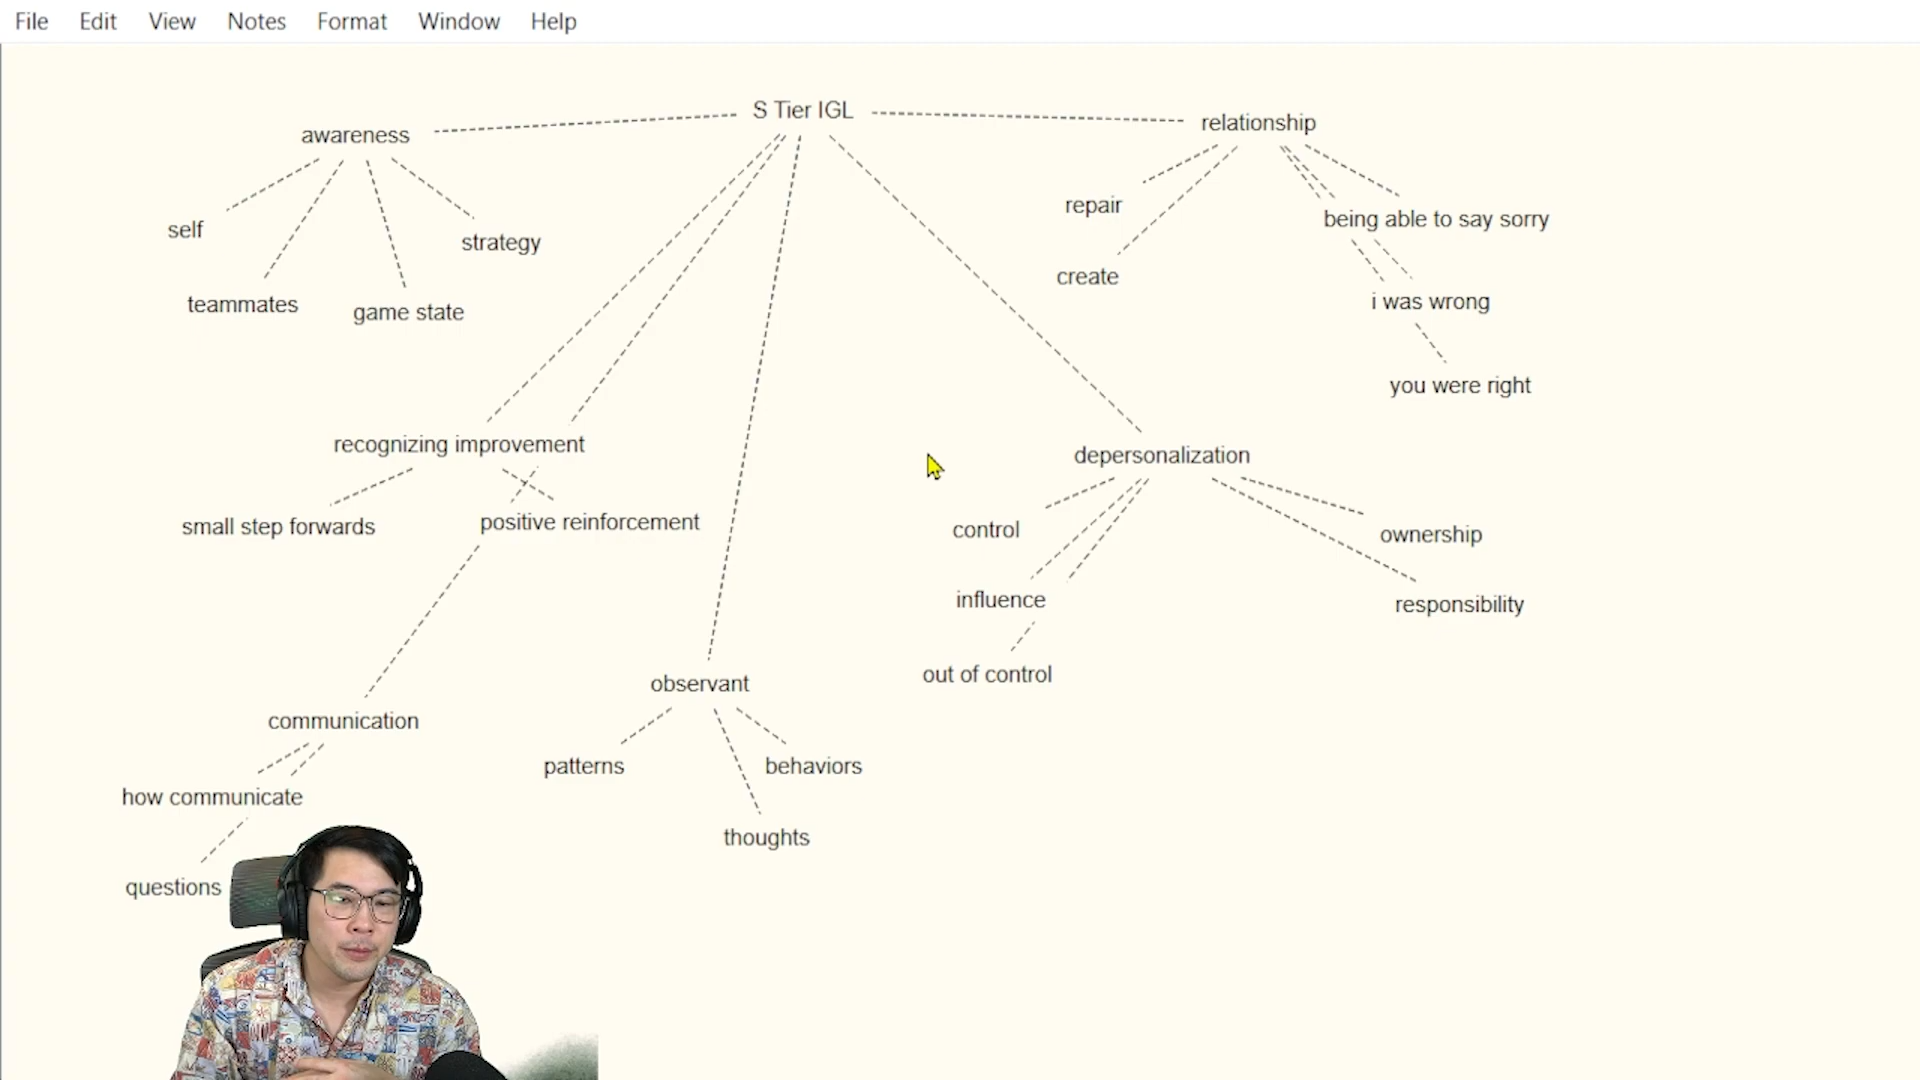 File Edit View Notes Format Window Help
S Tier IGL
awareness
self
teammates
game state
strategy
relationship
repair
create
being able to say sorry
i was wrong
you were right
recognizing improvement
small step forwards
positive reinforcement
depersonalization
control
influence
out of control
ownership
responsibility
observant
patterns
thoughts
behaviors
communication
how communicate
questions